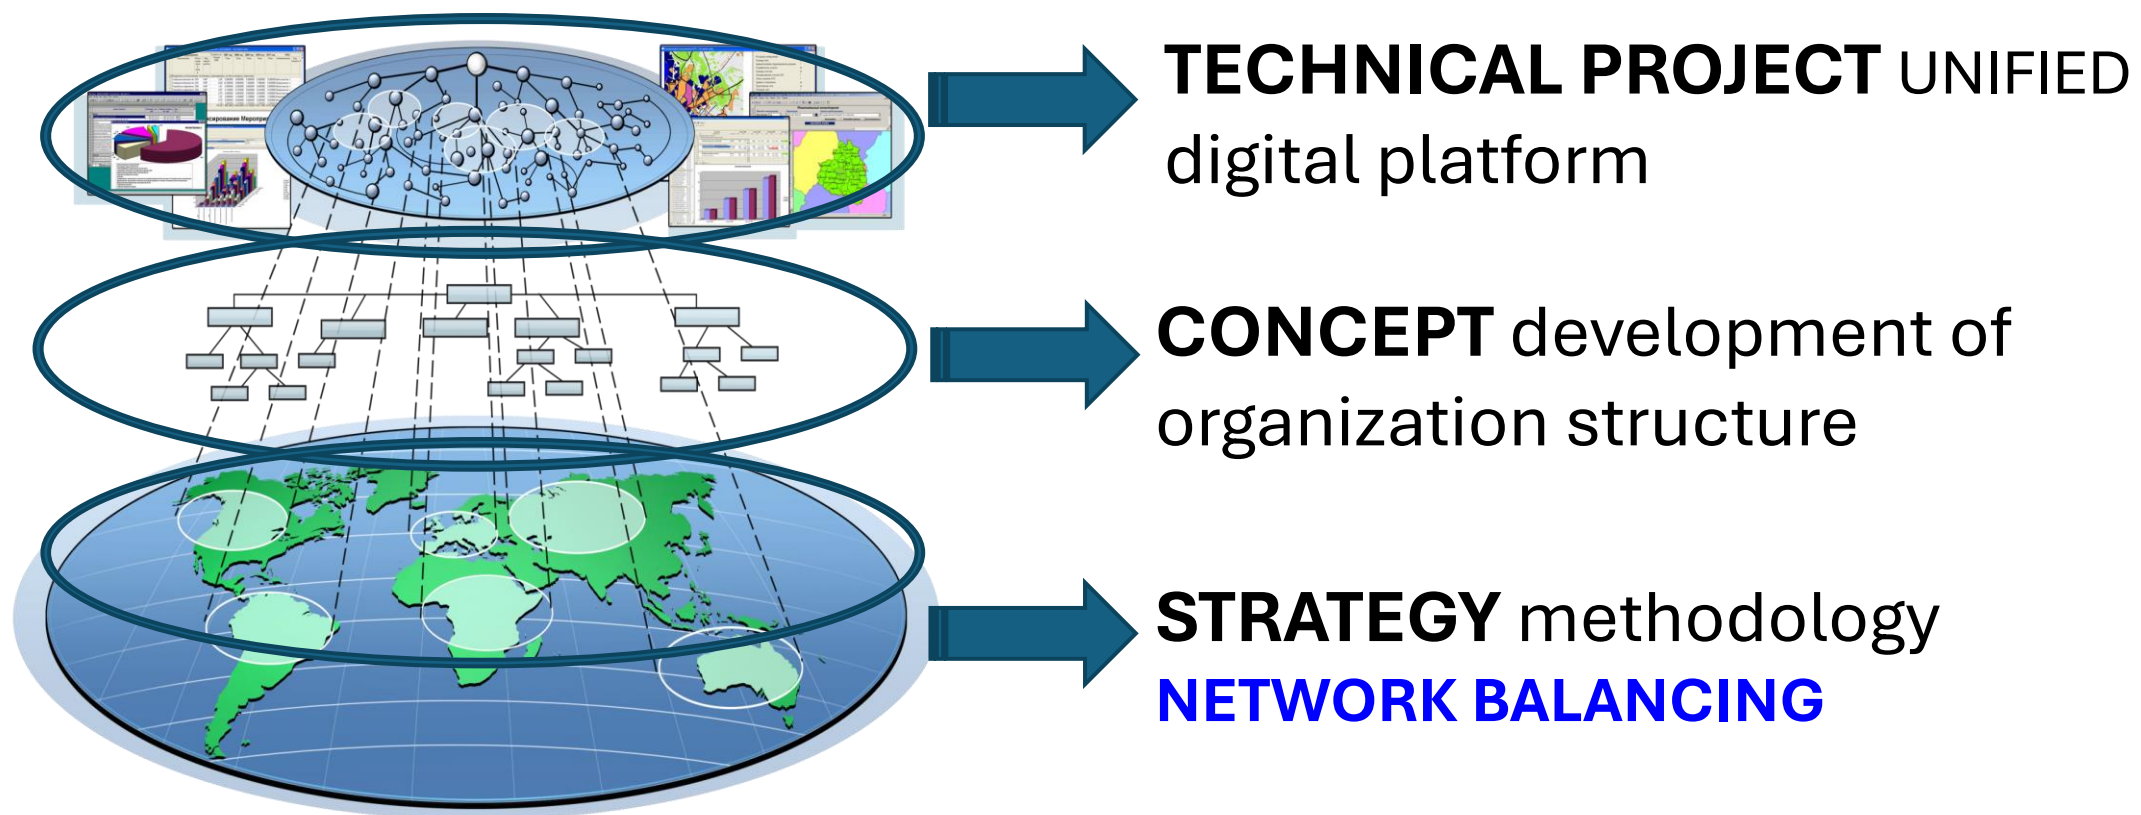 TECHNICAL PROJECT UNIFIED
digital platform
CONCEPT development of
organization structure
STRATEGY methodology
NETWORK BALANCING